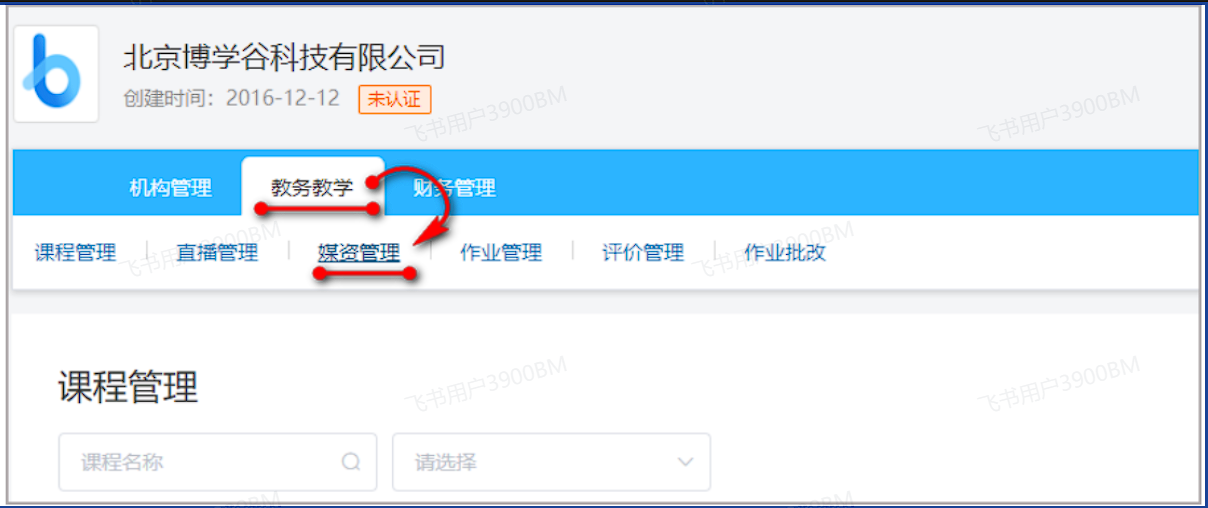 北京博学谷科技有限公司
创建时间：2016-12-12 未认证
飞书用户3900BM 飞书用户3900BM
机构管理 教务教学 财务管理
课程管理 直播管理 媒资管理 作业管理 评价管理 作业批改
飞书用户3900BM 飞书用户3900BM
课程管理
飞书用户3900BM 飞书用户3900BM
课程名称 请选择